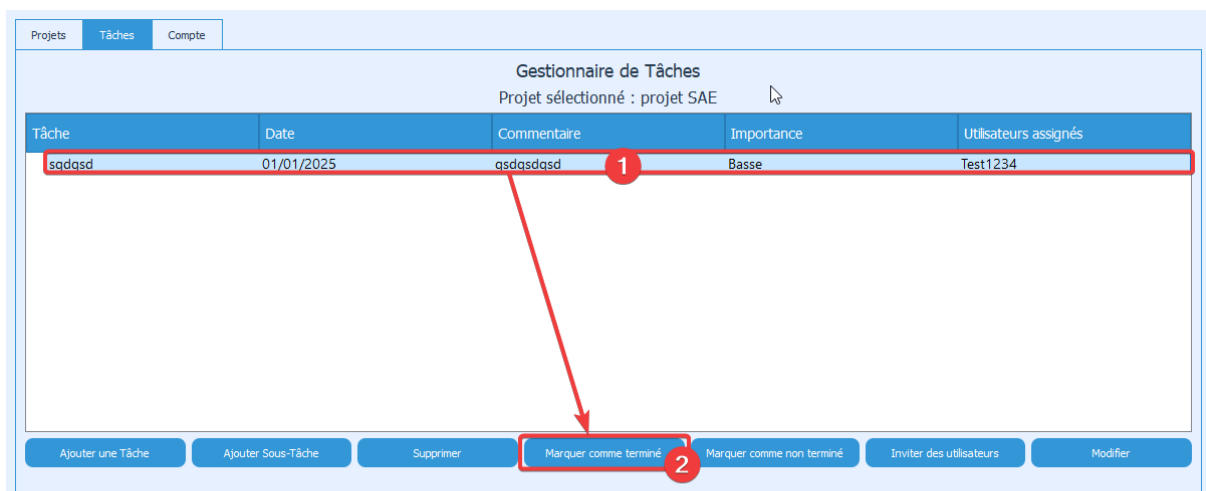 Projets Tâches Compte
Gestionnaire de Tâches
Projet sélectionné : projet SAE
Tâche Date Commentaire Importance Utilisateurs assignés
sqdqsd 01/01/2025 qsdqsdqsd 1 Basse Test1234
Ajouter une Tâche Ajouter Sous-Tâche Supprimer Marquer comme terminé 2 Marquer comme non terminé Inviter des utilisateurs Modifier